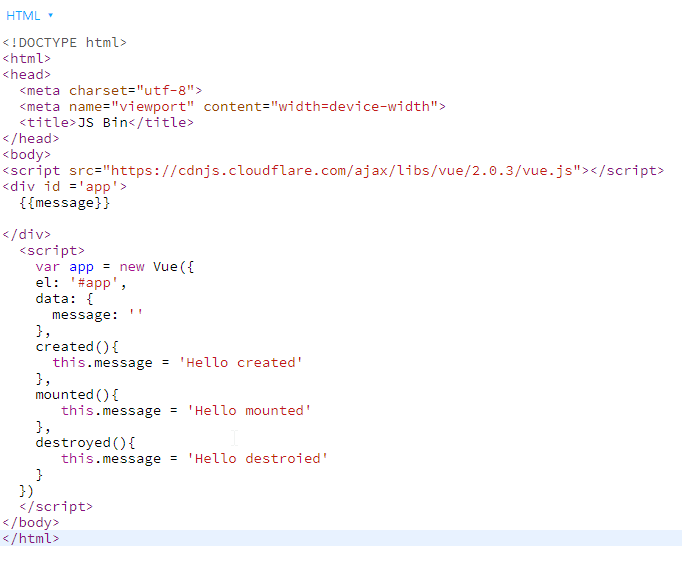 HTML ▾
<!DOCTYPE html>
<html>
<head>
  <meta charset="utf-8">
  <meta name="viewport" content="width=device-width">
  <title>JS Bin</title>
</head>
<body>
<script src="https://cdnjs.cloudflare.com/ajax/libs/vue/2.0.3/vue.js"></script>
<div id ='app'>
  {{message}}

</div>
  <script>
    var app = new Vue({
    el: '#app',
    data: {
      message: ''
    },
    created(){
      this.message = 'Hello created'
    },
    mounted(){
       this.message = 'Hello mounted'
    },
    destroyed(){
       this.message = 'Hello destroied'
    }
  })
  </script>
</body>
</html>